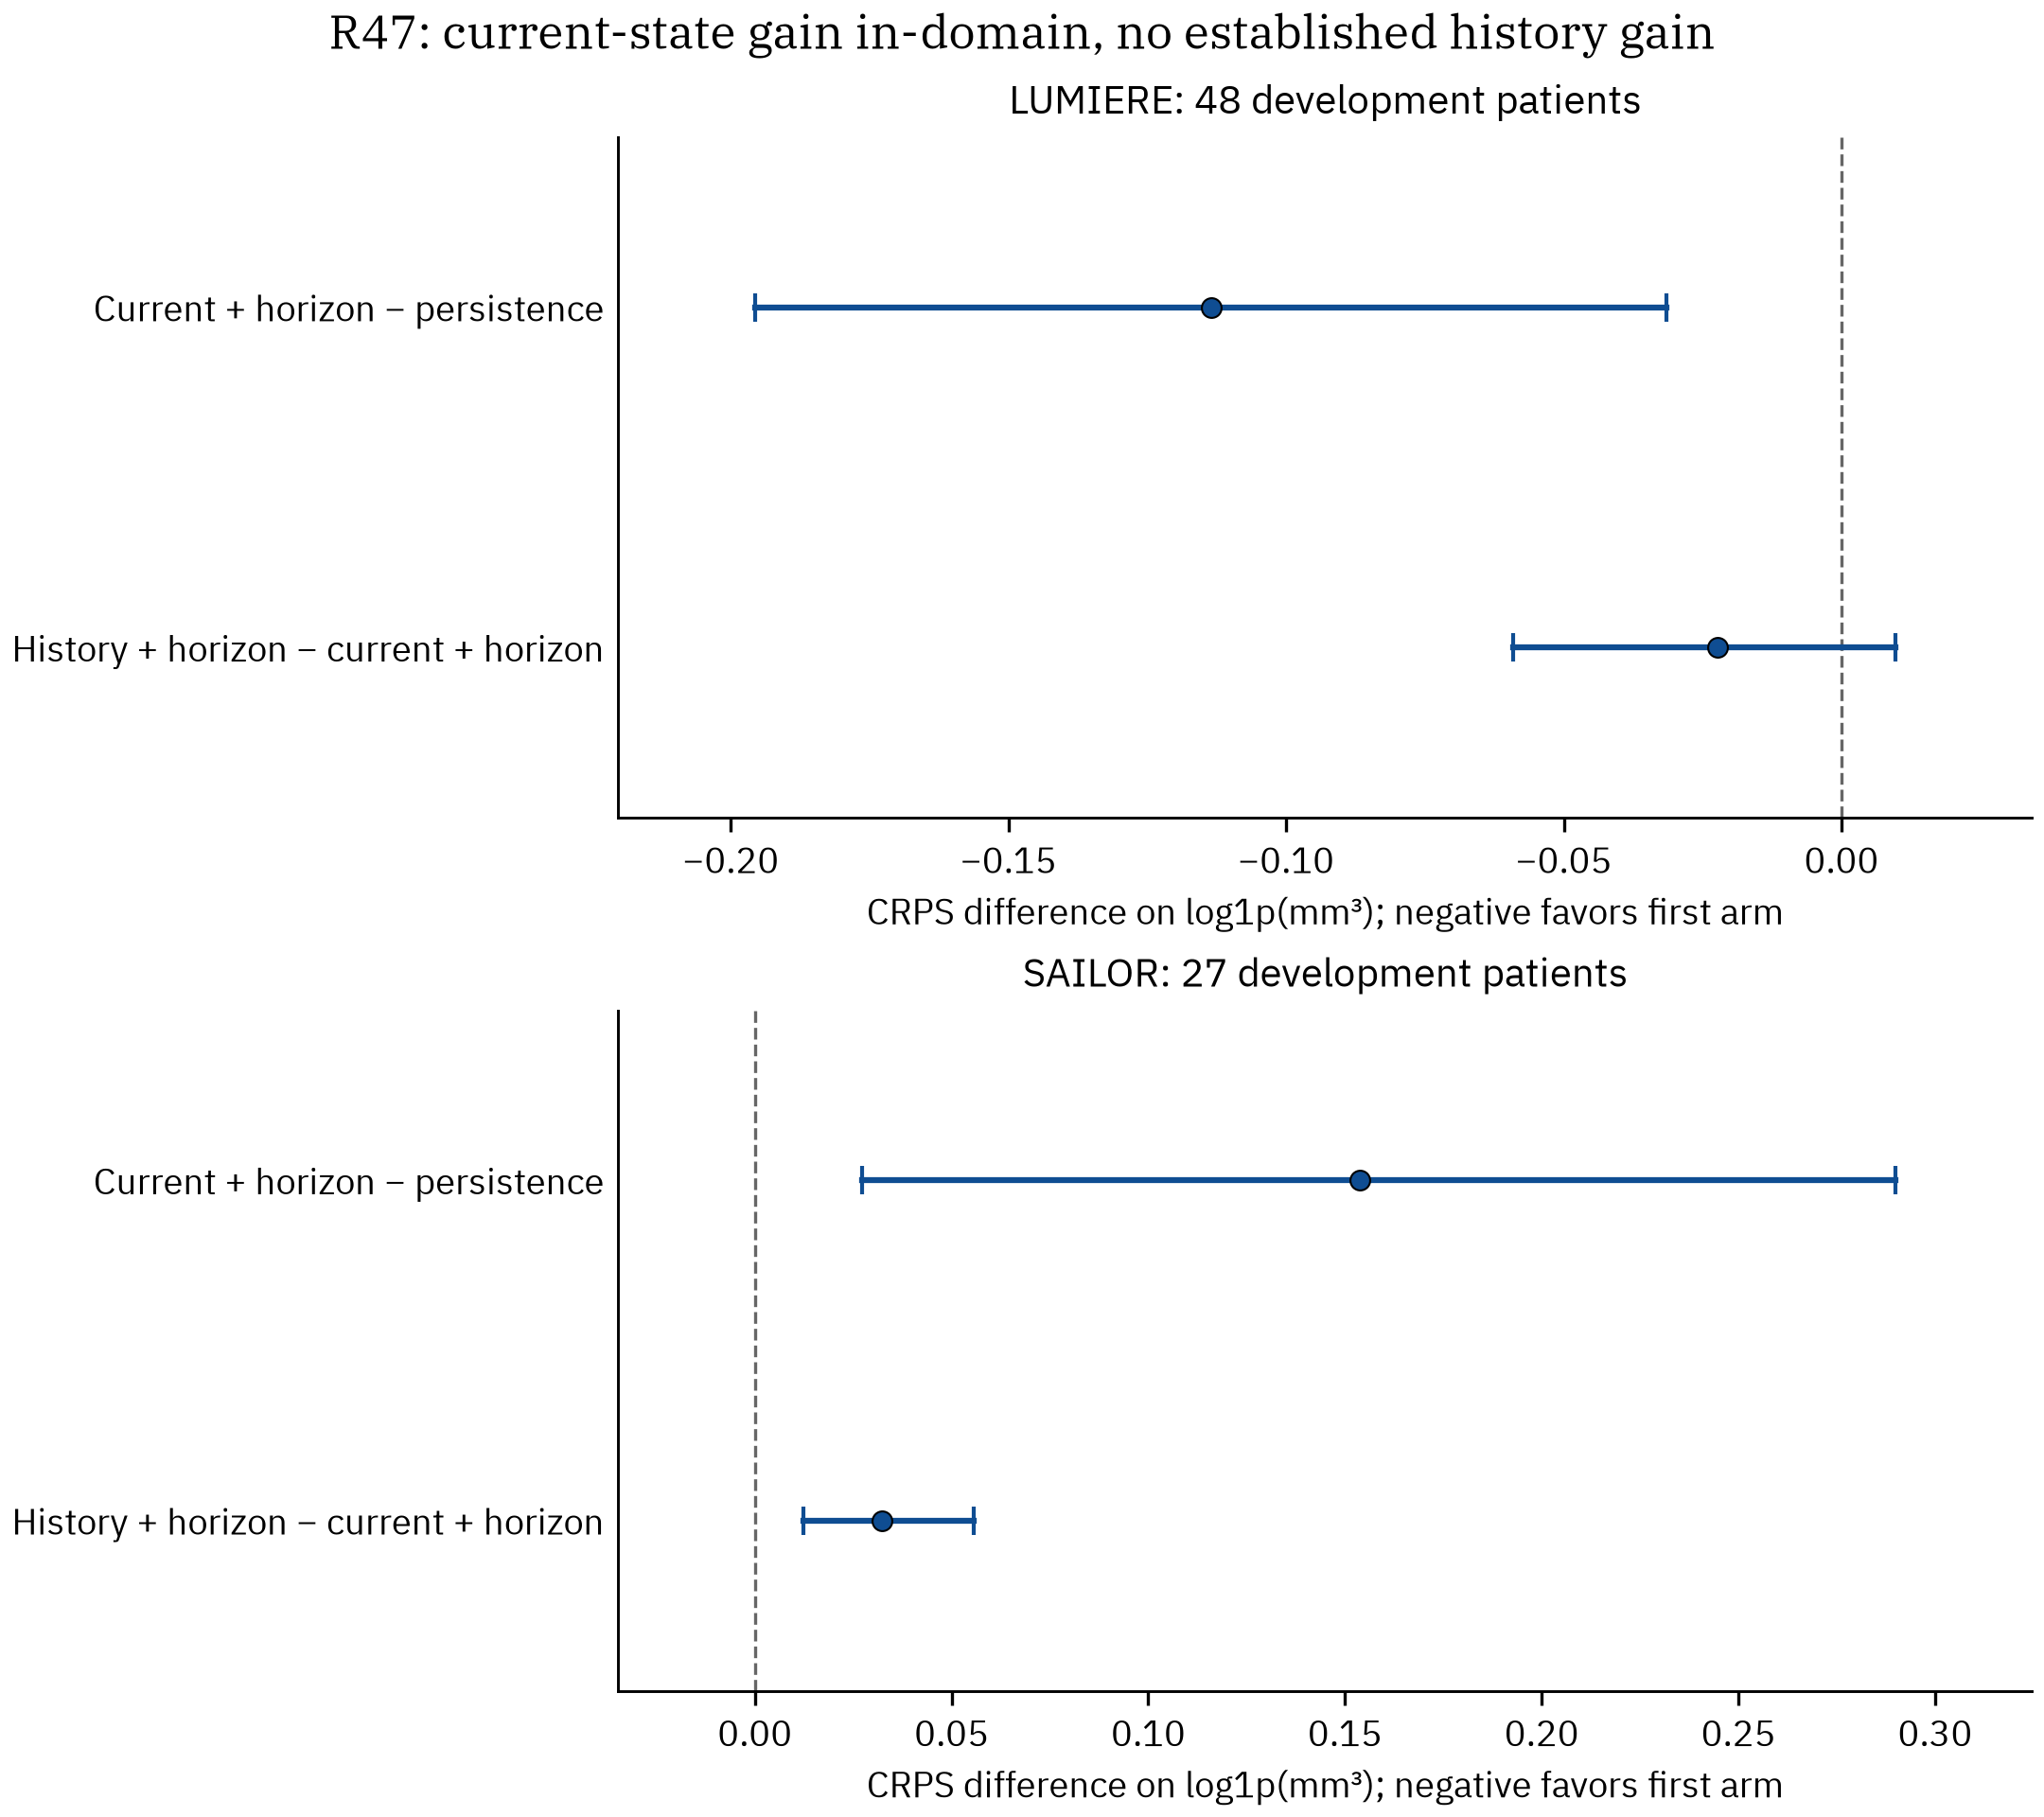 R47: current-state gain in-domain, no established history gain
LUMIERE: 48 development patients
Current + horizon − persistence
History + horizon − current + horizon
−0.20 −0.15 −0.10 −0.05 0.00
CRPS difference on log1p(mm³); negative favors first arm
SAILOR: 27 development patients
Current + horizon − persistence
History + horizon − current + horizon
0.00 0.05 0.10 0.15 0.20 0.25 0.30
CRPS difference on log1p(mm³); negative favors first arm